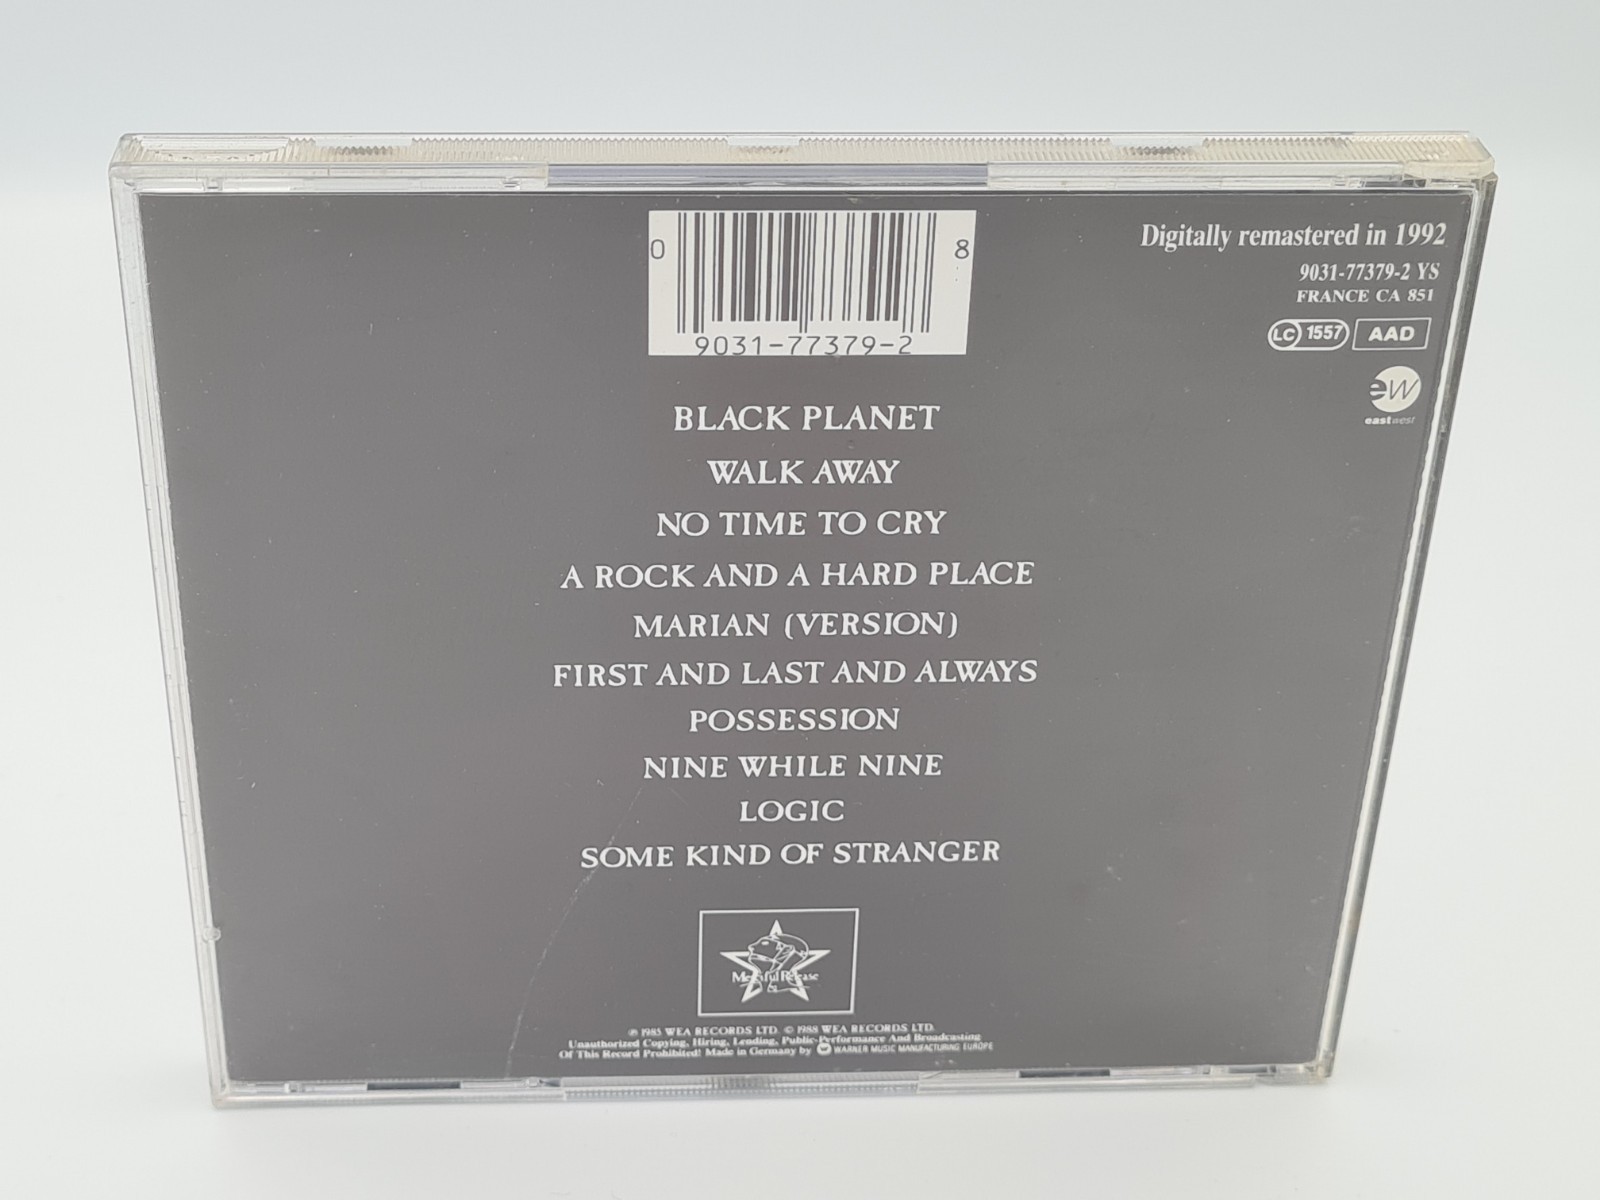 0 8
9031-77379-2
Digitally remastered in 1992
9031-77379-2 YS
FRANCE CA 851
LC 1557 AAD
ew
eastwest
BLACK PLANET
WALK AWAY
NO TIME TO CRY
A ROCK AND A HARD PLACE
MARIAN (VERSION)
FIRST AND LAST AND ALWAYS
POSSESSION
NINE WHILE NINE
LOGIC
SOME KIND OF STRANGER
Merciful Release
℗ 1985 WEA RECORDS LTD. © 1988 WEA RECORDS LTD.
Unauthorized Copying, Hiring, Lending, Public Performance And Broadcasting
Of This Record Prohibited! Made in Germany by WARNER MUSIC MANUFACTURING EUROPE